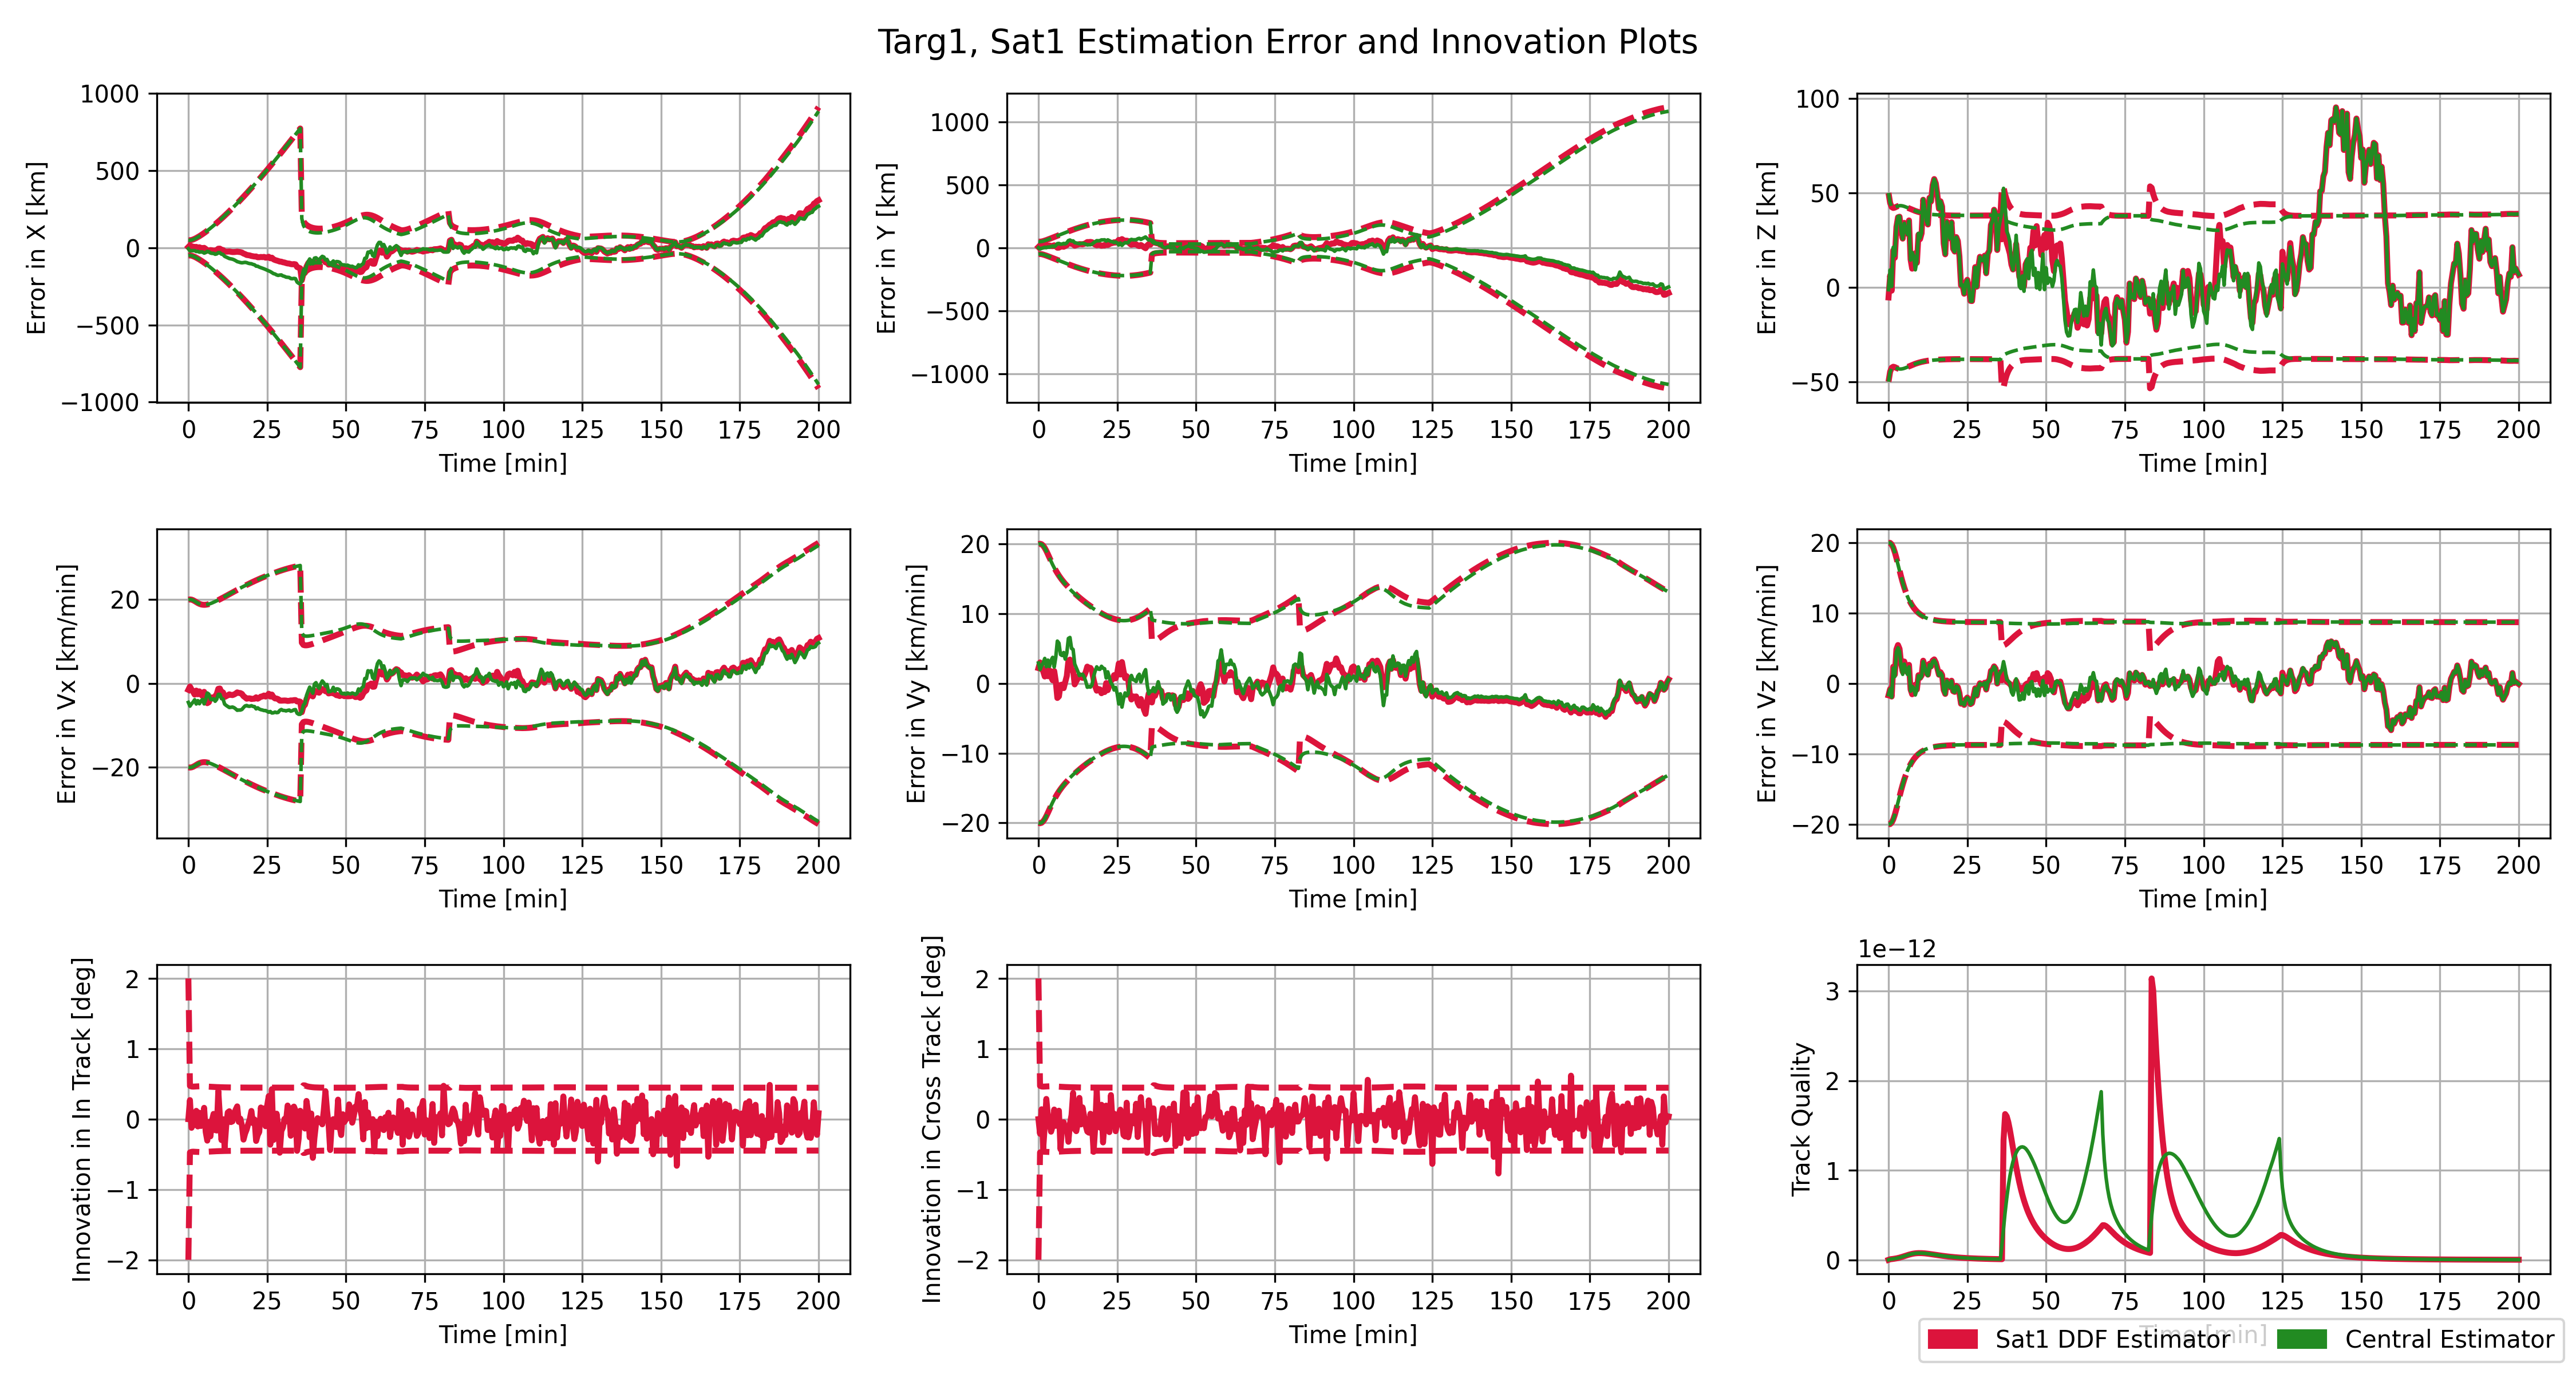 Targ1, Sat1 Estimation Error and Innovation Plots
Error in X [km]
1000
500
0
−500
−1000
0 25 50 75 100 125 150 175 200
Time [min]
Error in Y [km]
1000
500
0
−500
−1000
0 25 50 75 100 125 150 175 200
Time [min]
Error in Z [km]
100
50
0
−50
0 25 50 75 100 125 150 175 200
Time [min]
Error in Vx [km/min]
20
0
−20
0 25 50 75 100 125 150 175 200
Time [min]
Error in Vy [km/min]
20
10
0
−10
−20
0 25 50 75 100 125 150 175 200
Time [min]
Error in Vz [km/min]
20
10
0
−10
−20
0 25 50 75 100 125 150 175 200
Time [min]
Innovation in In Track [deg]
2
1
0
−1
−2
0 25 50 75 100 125 150 175 200
Time [min]
Innovation in Cross Track [deg]
2
1
0
−1
−2
0 25 50 75 100 125 150 175 200
Time [min]
1e−12
Track Quality
3
2
1
0
0 25 50 75 100 125 150 175 200
Time [min]
Sat1 DDF Estimator
Central Estimator